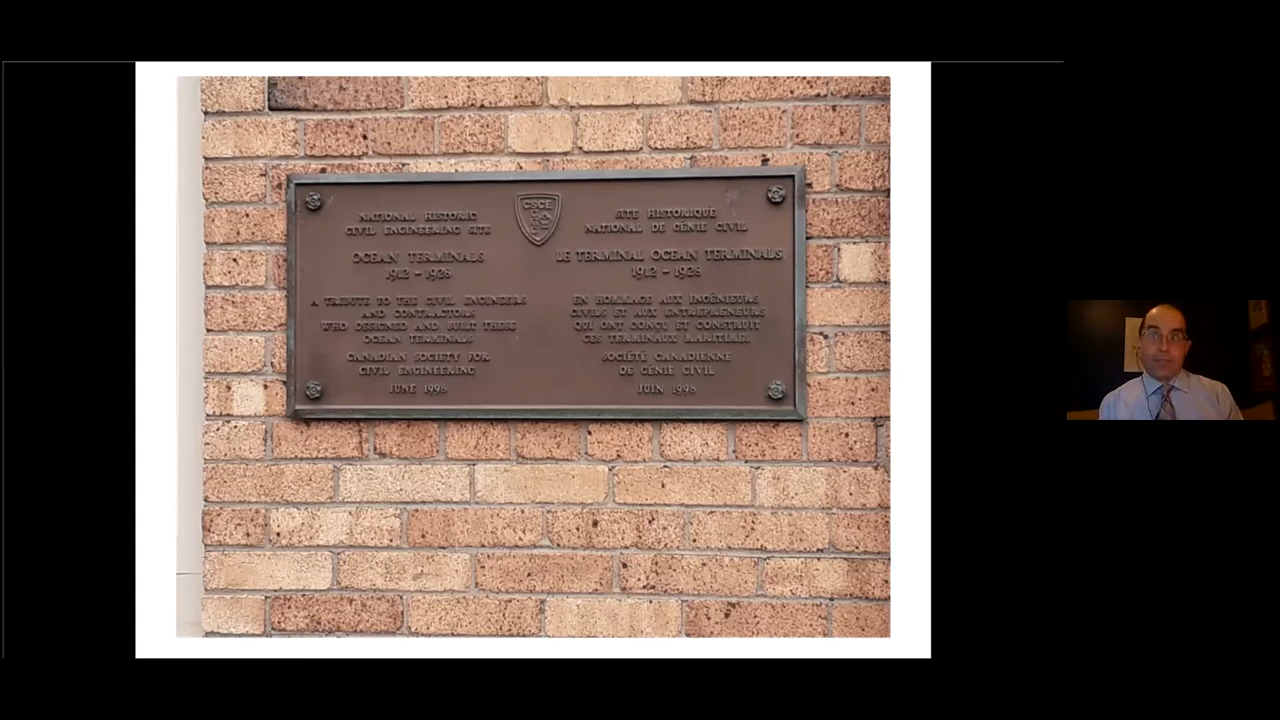 CSCE
NATIONAL HISTORIC
CIVIL ENGINEERING SITE
OCEAN TERMINALS
1912 - 1928
A TRIBUTE TO THE CIVIL ENGINEERS
AND CONTRACTORS
WHO DESIGNED AND BUILT THESE
OCEAN TERMINALS
CANADIAN SOCIETY FOR
CIVIL ENGINEERING
JUNE
SITE HISTORIQUE
NATIONAL DE GÉNIE CIVIL
LE TERMINAL OCEAN TERMINALS
1912 - 1928
EN HOMMAGE AUX INGÉNIEURS
CIVILS ET AUX ENTREPRENEURS
QUI ONT CONÇU ET CONSTRUIT
CES TERMINAUX MARITIMES
SOCIÉTÉ CANADIENNE
DE GÉNIE CIVIL
JUIN